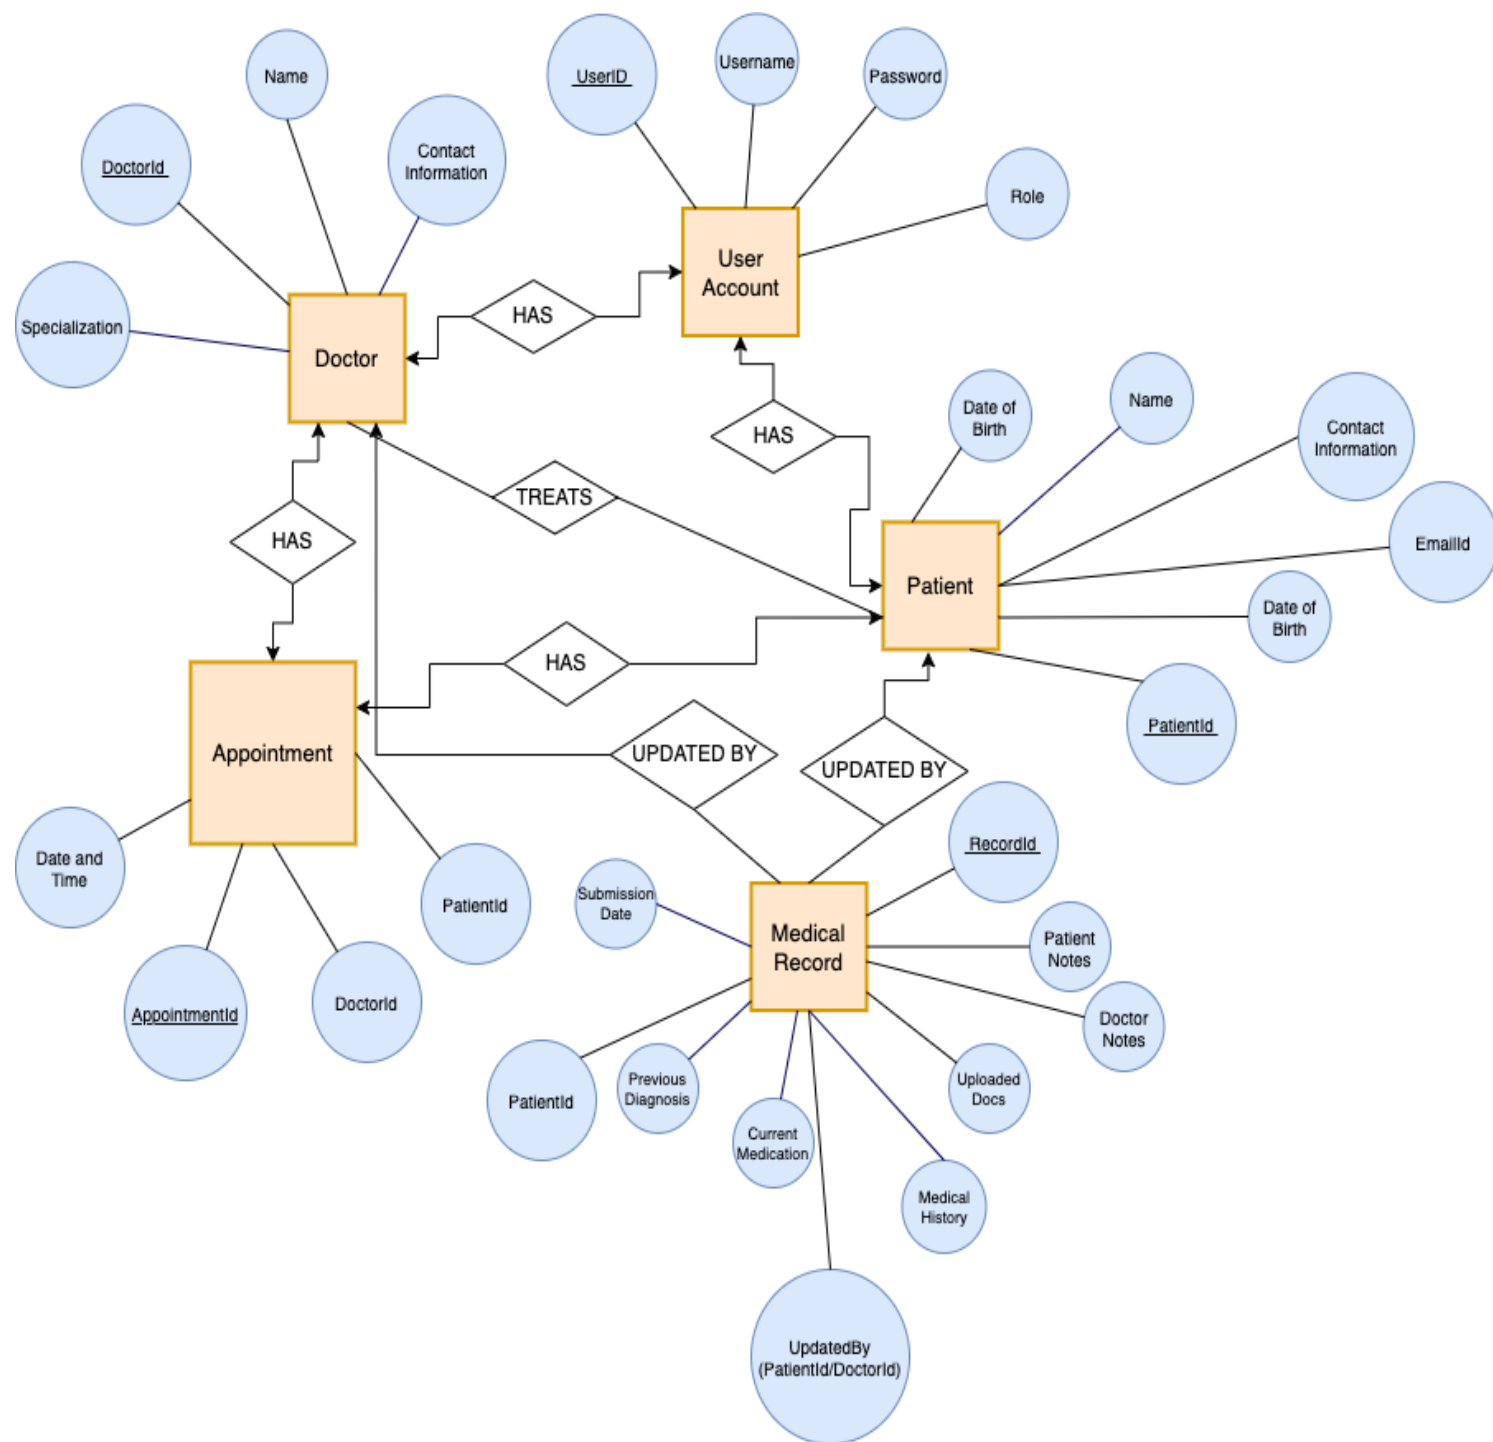 Name
UserID
Username
Password
DoctorId
Contact
Information
Role
Specialization
User
Account
HAS
Doctor
HAS
Date of
Birth
Name
Contact
Information
TREATS
HAS
EmailId
Patient
Date of
Birth
HAS
PatientId
Appointment
UPDATED BY
UPDATED BY
RecordId
Date and
Time
PatientId
Submission
Date
Medical
Record
Patient
Notes
AppointmentId
DoctorId
Doctor
Notes
PatientId
Previous
Diagnosis
Uploaded
Docs
Current
Medication
Medical
History
UpdatedBy
(PatientId/DoctorId)